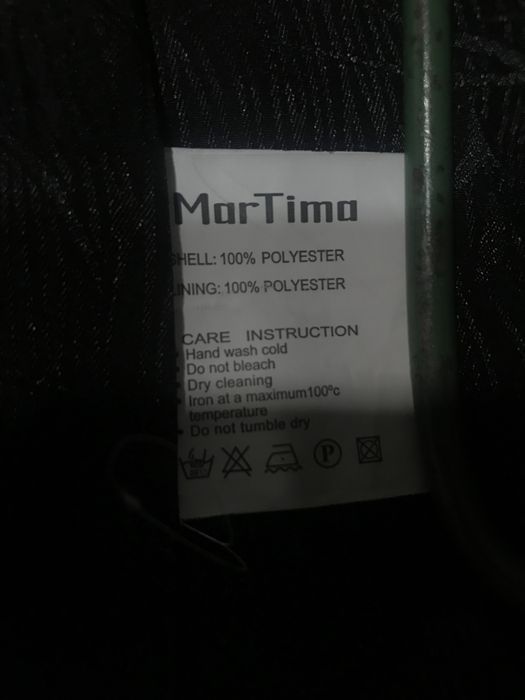 MarTima
SHELL: 100% POLYESTER
LINING: 100% POLYESTER
CARE INSTRUCTION
Hand wash cold
Do not bleach
Dry cleaning
Iron at a maximum100ºc
temperature
Do not tumble dry
P